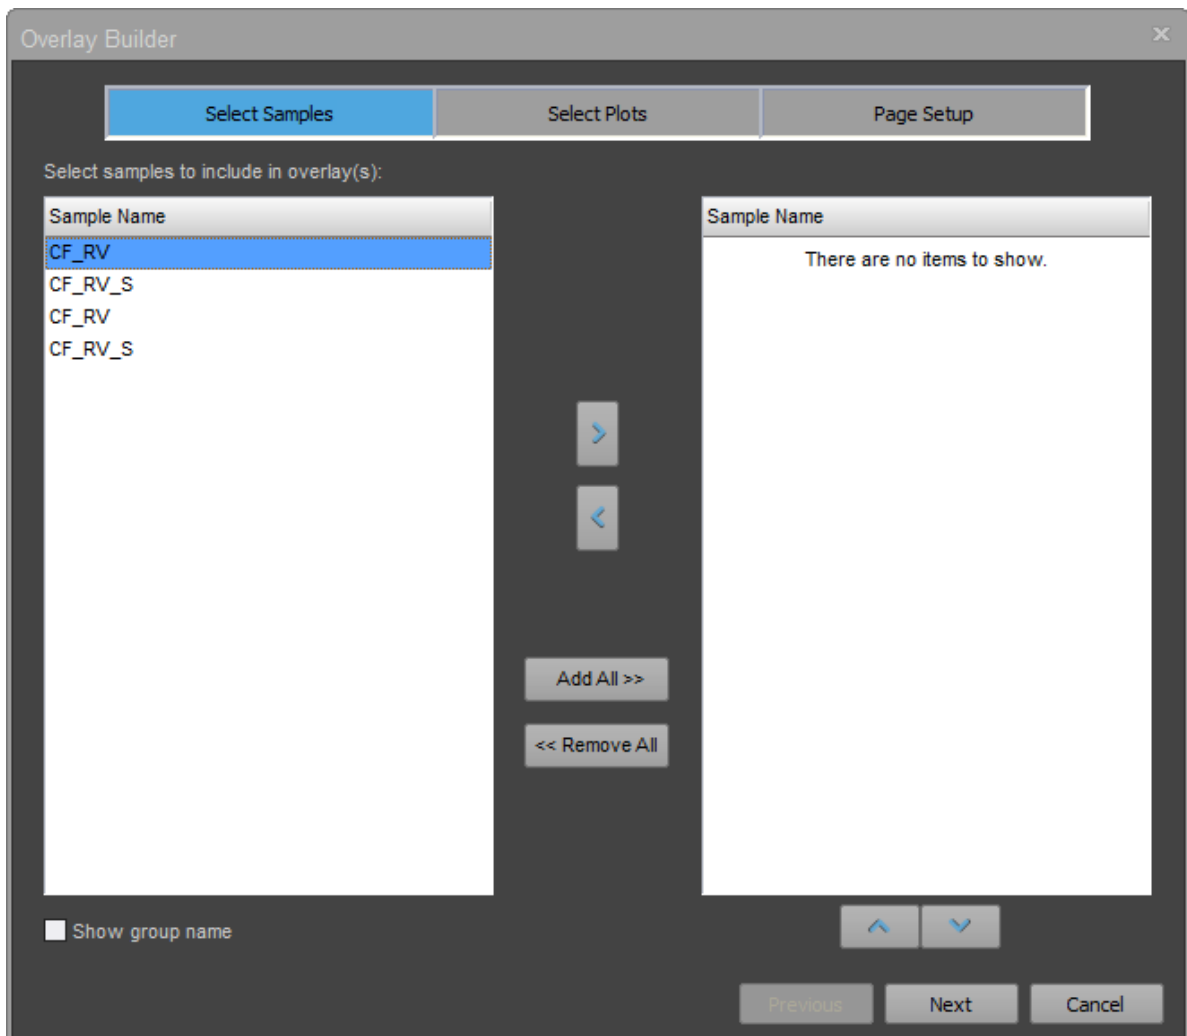 Overlay Builder
Select Samples
Select Plots
Page Setup
Select samples to include in overlay(s):
Sample Name
CF_RV
CF_RV_S
CF_RV
CF_RV_S
Sample Name
There are no items to show.
Add All >>
<< Remove All
Show group name
Previous
Next
Cancel